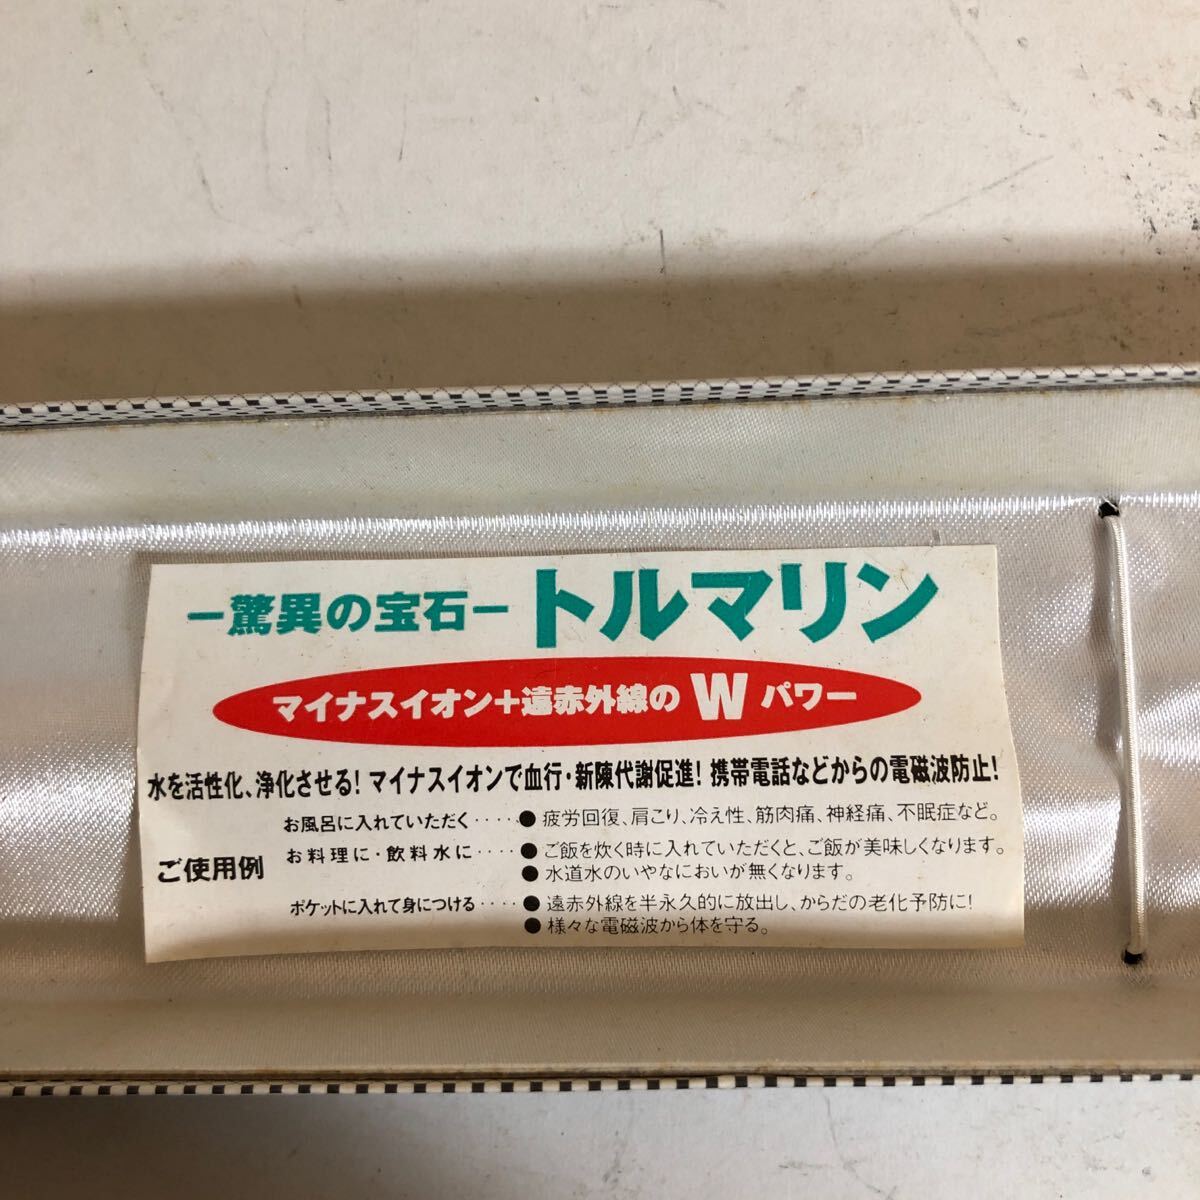 －驚異の宝石－トルマリン
マイナスイオン＋遠赤外線のWパワー
水を活性化、浄化させる！マイナスイオンで血行・新陳代謝促進！携帯電話などからの電磁波防止！
ご使用例
お風呂に入れていただく‥‥●疲労回復、肩こり、冷え性、筋肉痛、神経痛、不眠症など。
お料理に・飲料水に‥‥●ご飯を炊く時に入れていただくと、ご飯が美味しくなります。
●水道水のいやなにおいが無くなります。
ポケットに入れて身につける‥‥●遠赤外線を半永久的に放出し、からだの老化予防に！
●様々な電磁波から体を守る。